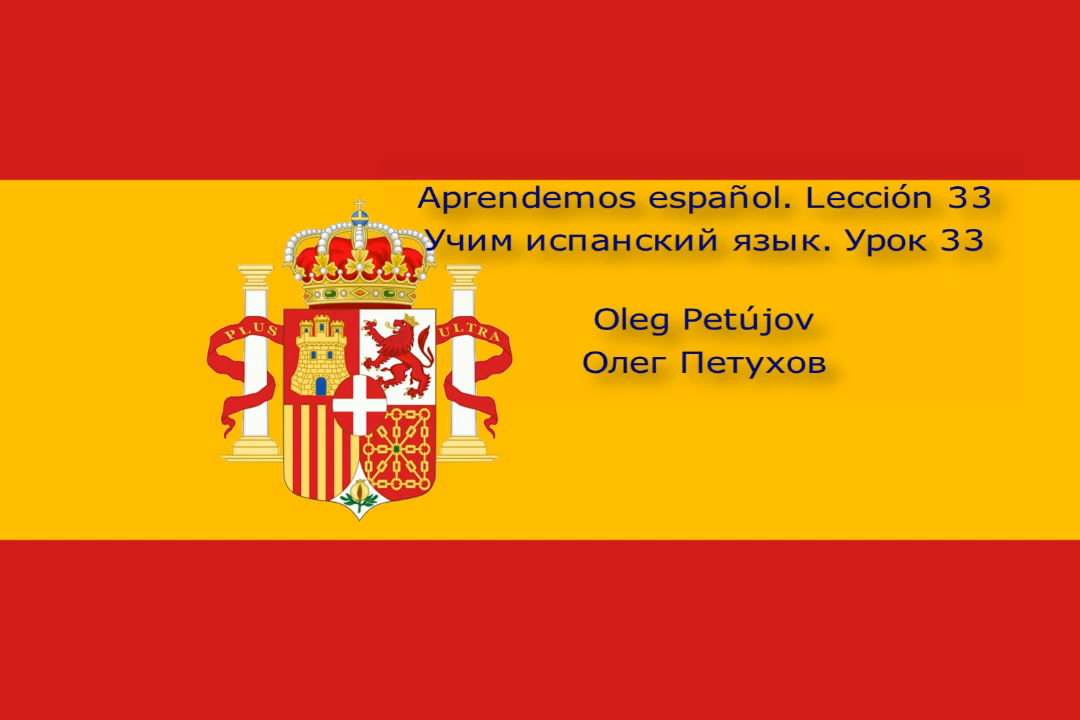 Aprendemos español. Lección 33
Учим испанский язык. Урок 33
Oleg Petújov
Олег Петухов
PLUS ULTRA